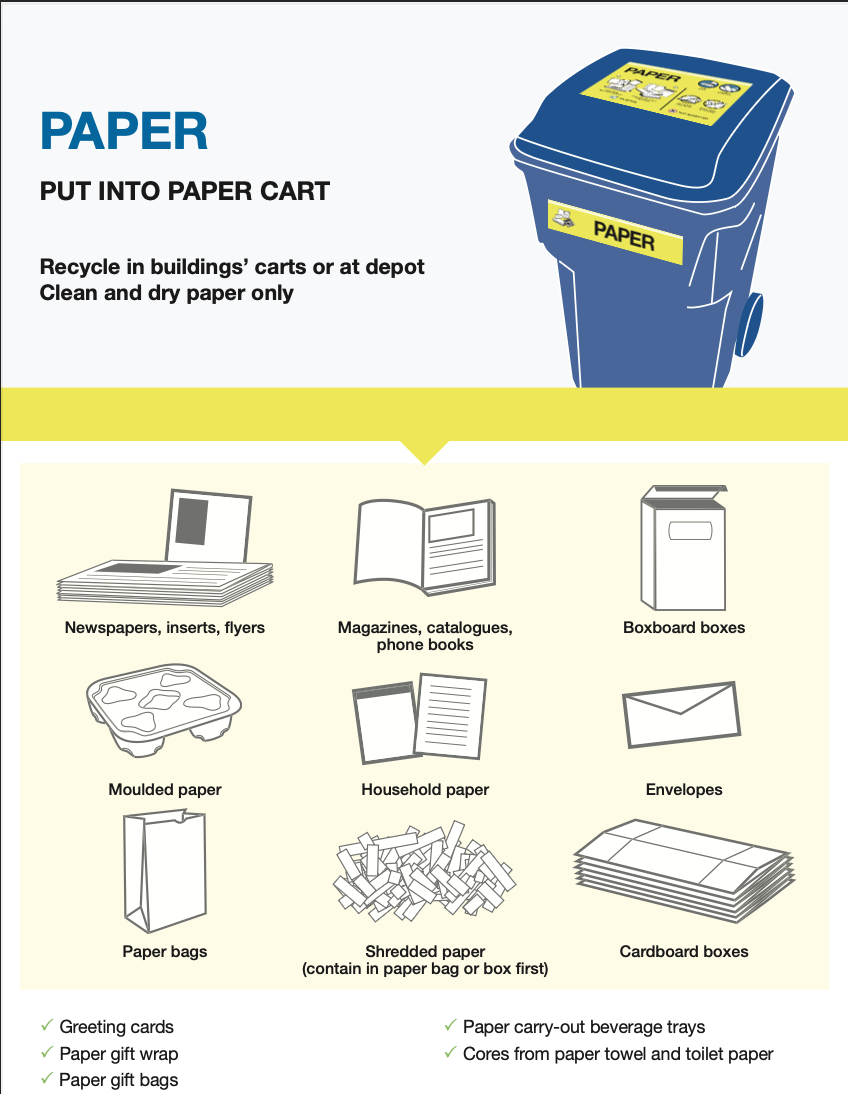 PAPER
PAPER
PUT INTO PAPER CART
PAPER
Recycle in buildings’ carts or at depot
Clean and dry paper only
Newspapers, inserts, flyers
Magazines, catalogues,
phone books
Boxboard boxes
Moulded paper
Household paper
Envelopes
Paper bags
Shredded paper
(contain in paper bag or box first)
Cardboard boxes
✓ Greeting cards
✓ Paper gift wrap
✓ Paper gift bags
✓ Paper carry-out beverage trays
✓ Cores from paper towel and toilet paper